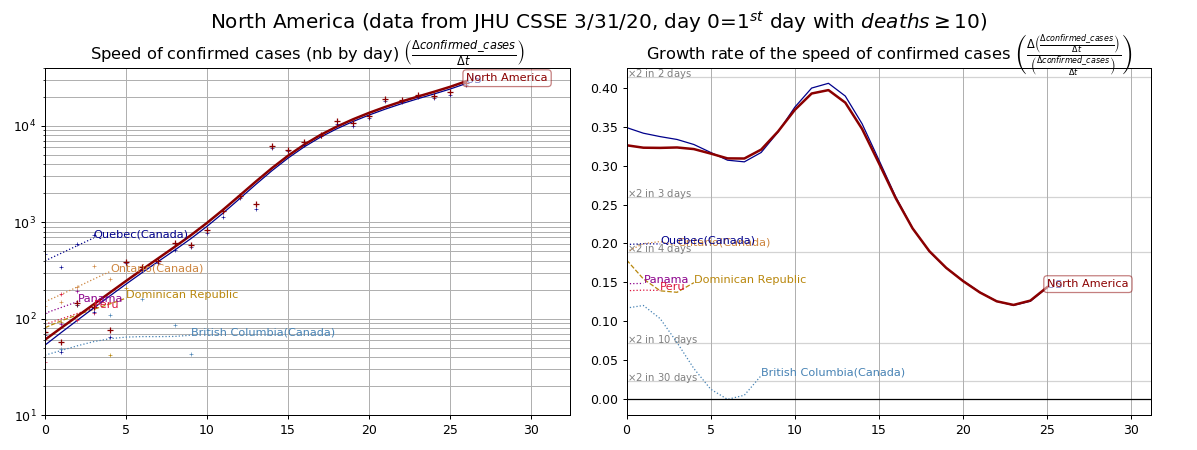 North America (data from JHU CSSE 3/31/20, day 0=1st day with deaths ≥ 10)
Speed of confirmed cases (nb by day) (Δconfirmed_cases/Δt)
Growth rate of the speed of confirmed cases (Δ(Δconfirmed_cases/Δt)/(Δconfirmed_cases/Δt))
North America
Quebec(Canada)
Ontario(Canada)
Dominican Republic
Panama
Peru
British Columbia(Canada)
10^4
10^3
10^2
10^1
0 5 10 15 20 25 30
×2 in 2 days
×2 in 3 days
×2 in 4 days
×2 in 10 days
×2 in 30 days
Quebec(Canada)
Panama
Peru
Dominican Republic
British Columbia(Canada)
North America
0.40
0.35
0.30
0.25
0.20
0.15
0.10
0.05
0.00
0 5 10 15 20 25 30